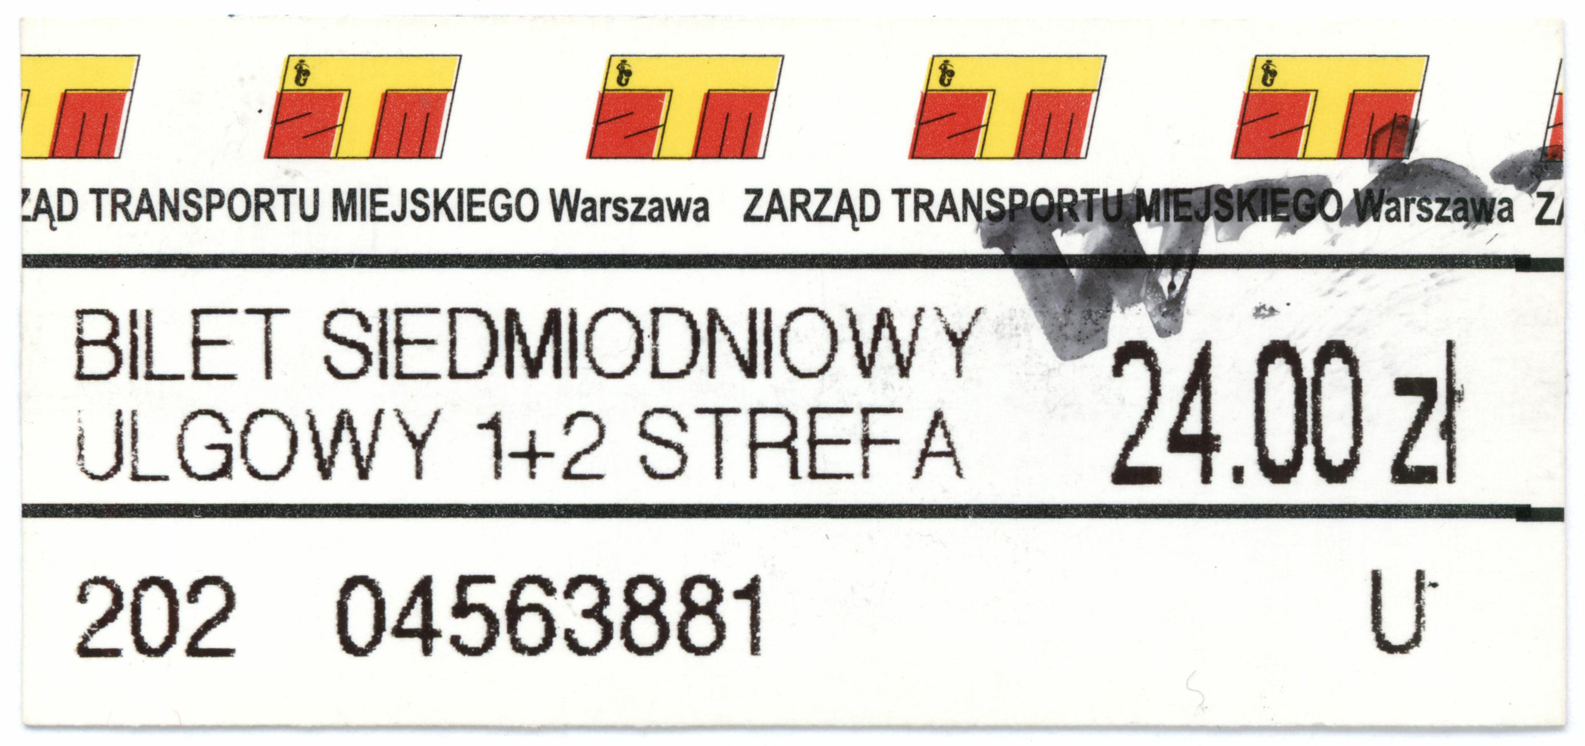 ZTM ZTM ZTM ZTM ZTM
ZĄD TRANSPORTU MIEJSKIEGO Warszawa ZARZĄD TRANSPORTU MIEJSKIEGO Warszawa ZA
BILET SIEDMIODNIOWY
ULGOWY 1+2 STREFA 24.00 zł
202 04563881 U